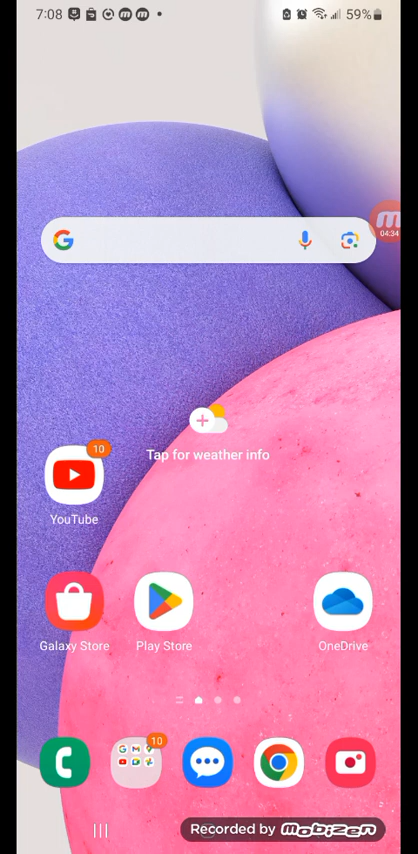 7:08
59%
04:34
Tap for weather info
10
YouTube
Galaxy Store
Play Store
OneDrive
10
Recorded by mobizen